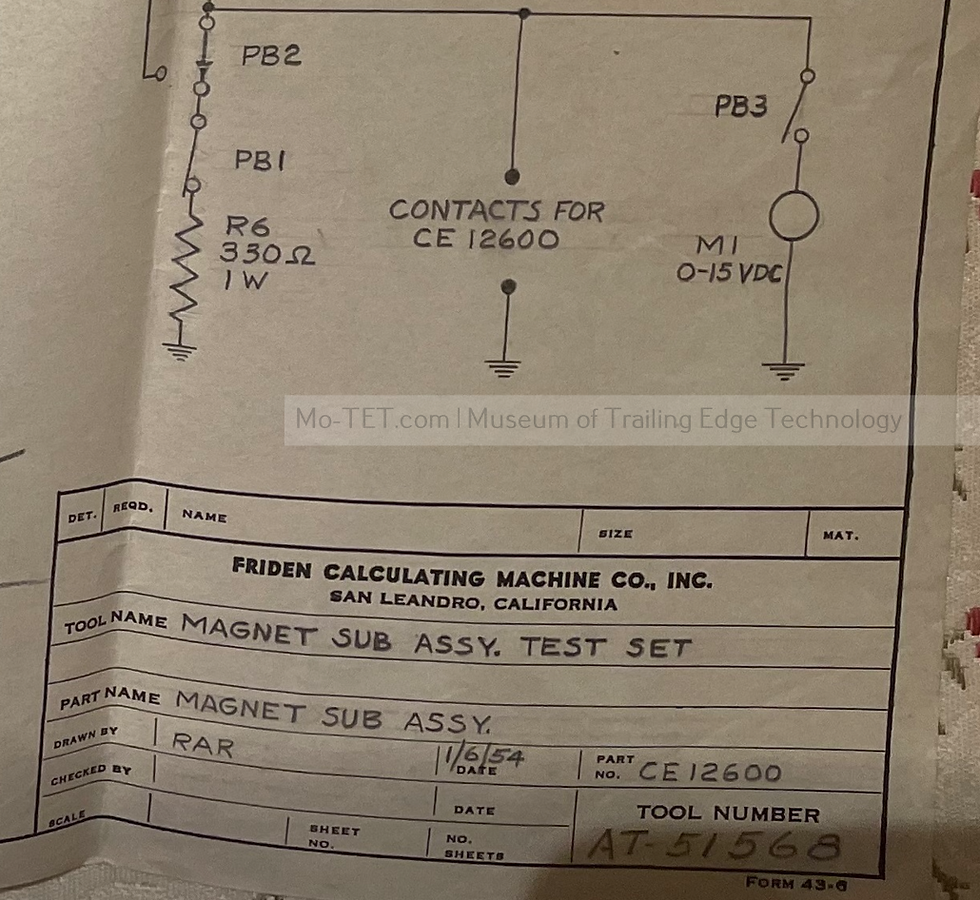 PB2
PB3
PB1
CONTACTS FOR
CE 12600
R6
330Ω
1W
M1
0-15 VDC
Mo-TET.com | Museum of Trailing Edge Technology
DET. REQD. NAME SIZE MAT.
FRIDEN CALCULATING MACHINE CO., INC.
SAN LEANDRO, CALIFORNIA
TOOL NAME MAGNET SUB ASSY. TEST SET
PART NAME MAGNET SUB ASSY.
DRAWN BY RAR 1/6/54 DATE PART NO. CE 12600
CHECKED BY DATE TOOL NUMBER
SCALE SHEET NO. NO. SHEETS AT-51568
FORM 43-6